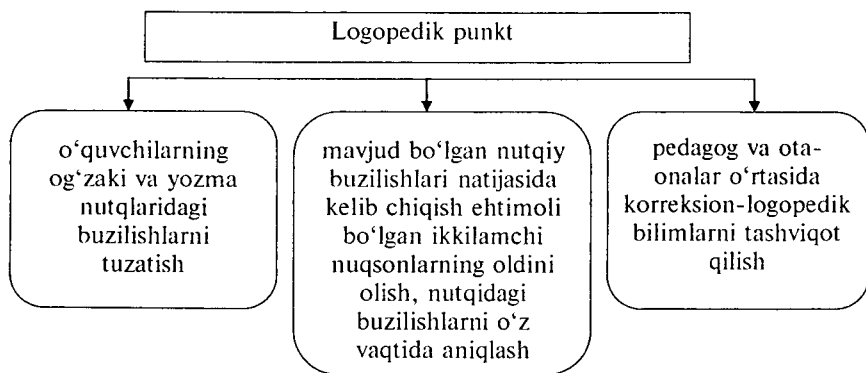 Logopedik punkt
o‘quvchilarning
og‘zaki va yozma
nutqlaridagi
buzilishlarni
tuzatish
mavjud bo‘lgan nutqiy
buzilishlari natijasida
kelib chiqish ehtimoli
bo‘lgan ikkilamchi
nuqsonlarning oldini
olish, nutqidagi
buzilishlarni o‘z
vaqtida aniqlash
pedagog va ota-
onalar o‘rtasida
korreksion-logopedik
bilimlarni tashviqot
qilish